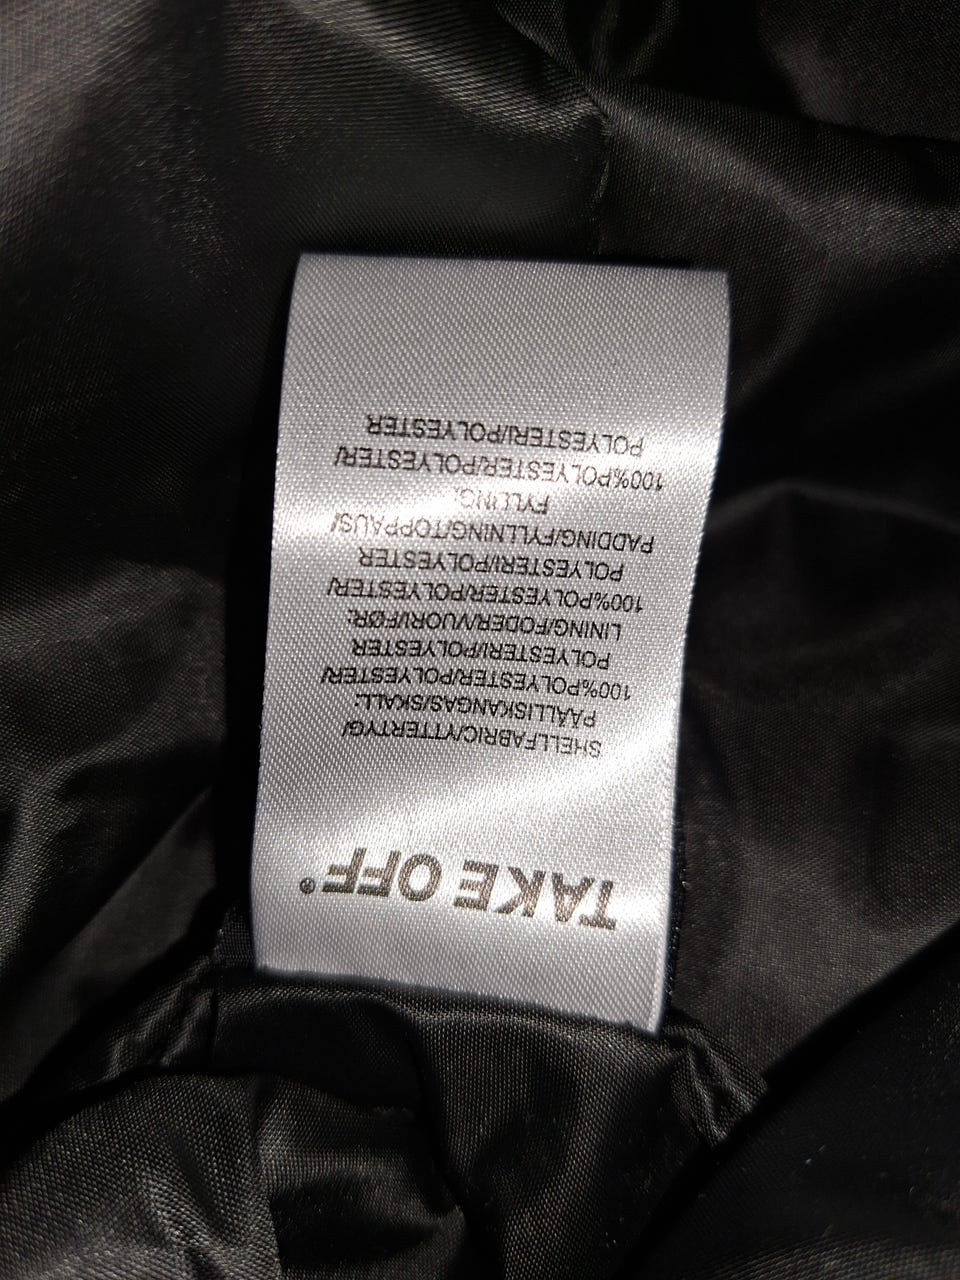 TAKE OFF®
SHELLFABRIC/YTTERTYG/
PÄÄLLISKANGAS/SKALL:
100%POLYESTER/POLYESTER/
POLYESTERI/POLYESTER
LINING/FODER/VUORI/FØR:
100%POLYESTER/POLYESTER/
POLYESTERI/POLYESTER
PADDING/FYLLNING/TOPPAUS/
FYLLING:
100%POLYESTER/POLYESTER/
POLYESTERI/POLYESTER